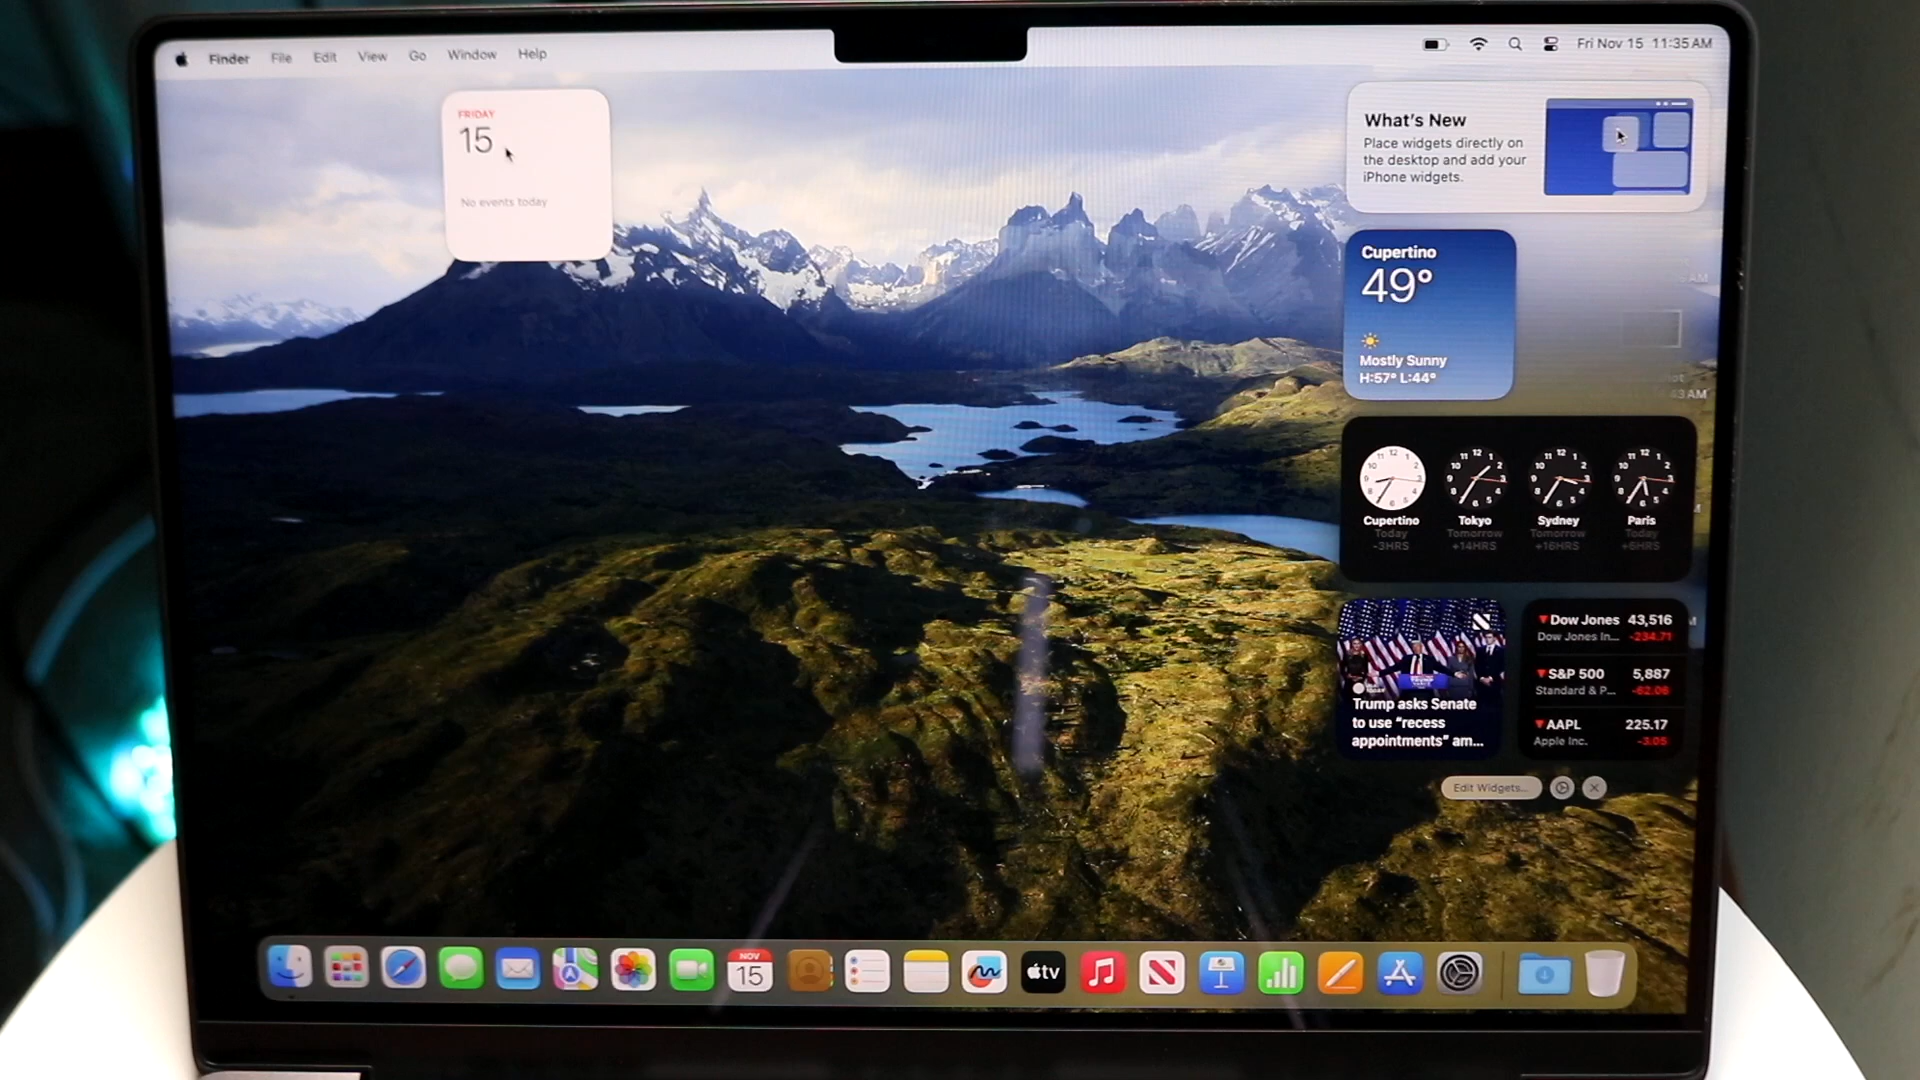 Finder File Edit View Go Window Help
Fri Nov 15 11:35 AM
FRIDAY
15
No events today
What's New
Place widgets directly on
the desktop and add your
iPhone widgets.
Cupertino
49°
Mostly Sunny
H:57° L:44°
Cupertino
Today
-3HRS
Tokyo
Tomorrow
+14HRS
Sydney
Tomorrow
+16HRS
Paris
Today
+6HRS
Trump asks Senate
to use “recess
appointments” am...
Dow Jones 43,516
Dow Jones In... -234.71
S&P 500 5,887
Standard & P... -62.06
AAPL 225.17
Apple Inc. -3.05
Edit Widgets...
NOV
15
tv